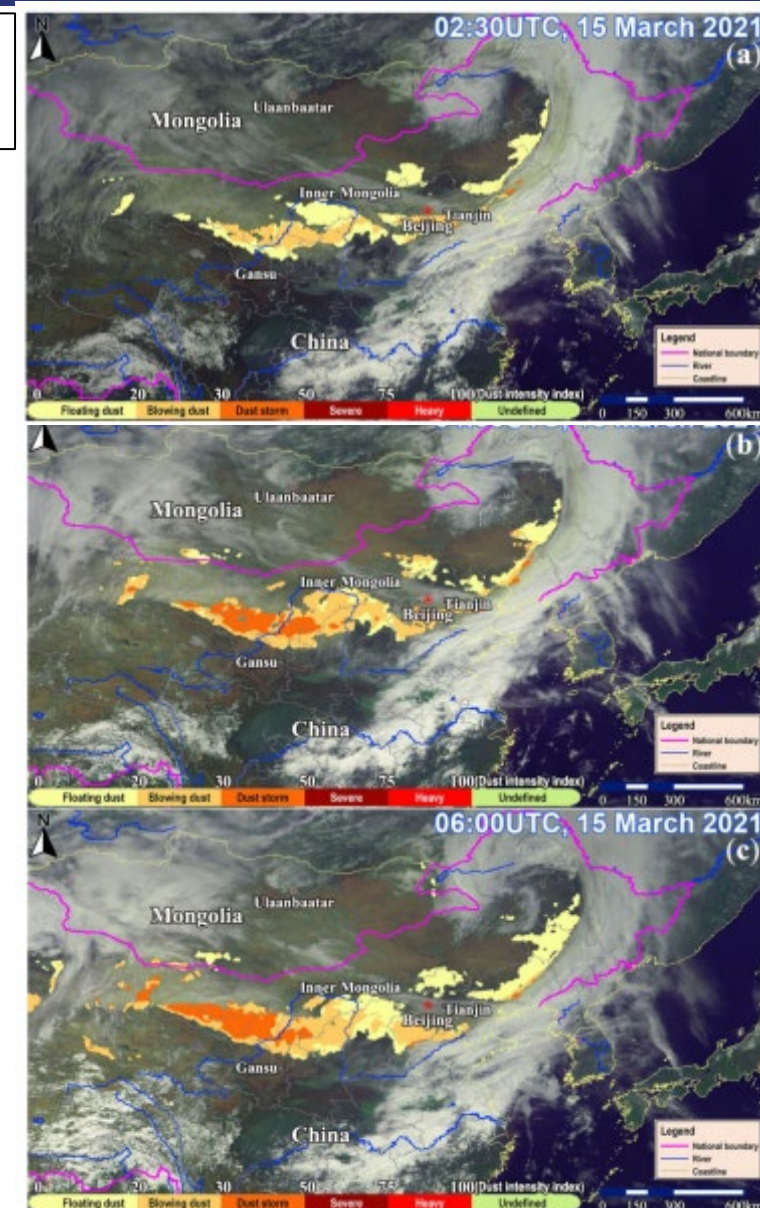 N
02:30UTC, 15 March 2021
(a)
Ulaanbaatar
Mongolia
Inner Mongolia
Tianjin
Beijing
Gansu
China
Legend
National boundary
River
Coastline
0 20 30 50 75 100(Dust intensity index)
Floating dust Blowing dust Dust storm Severe Heavy Undefined
0 150 300 600km
(b)
Ulaanbaatar
Mongolia
Inner Mongolia
Tianjin
Beijing
Gansu
China
Legend
National boundary
River
Coastline
0 20 30 50 75 100(Dust intensity index)
Floating dust Blowing dust Dust storm Severe Heavy Undefined
0 150 300 600km
N
06:00UTC, 15 March 2021
(c)
Ulaanbaatar
Mongolia
Inner Mongolia
Tianjin
Beijing
Gansu
China
Legend
National boundary
River
Coastline
0 20 30 50 75 100(Dust intensity index)
Floating dust Blowing dust Dust storm Severe Heavy Undefined
0 150 300 600km